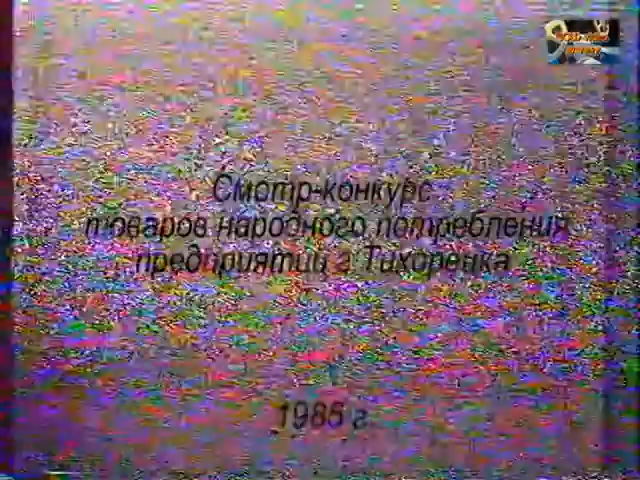 Смотр-конкурс
товаров народного потребления
предприятий г. Тихорецка
1985 г.